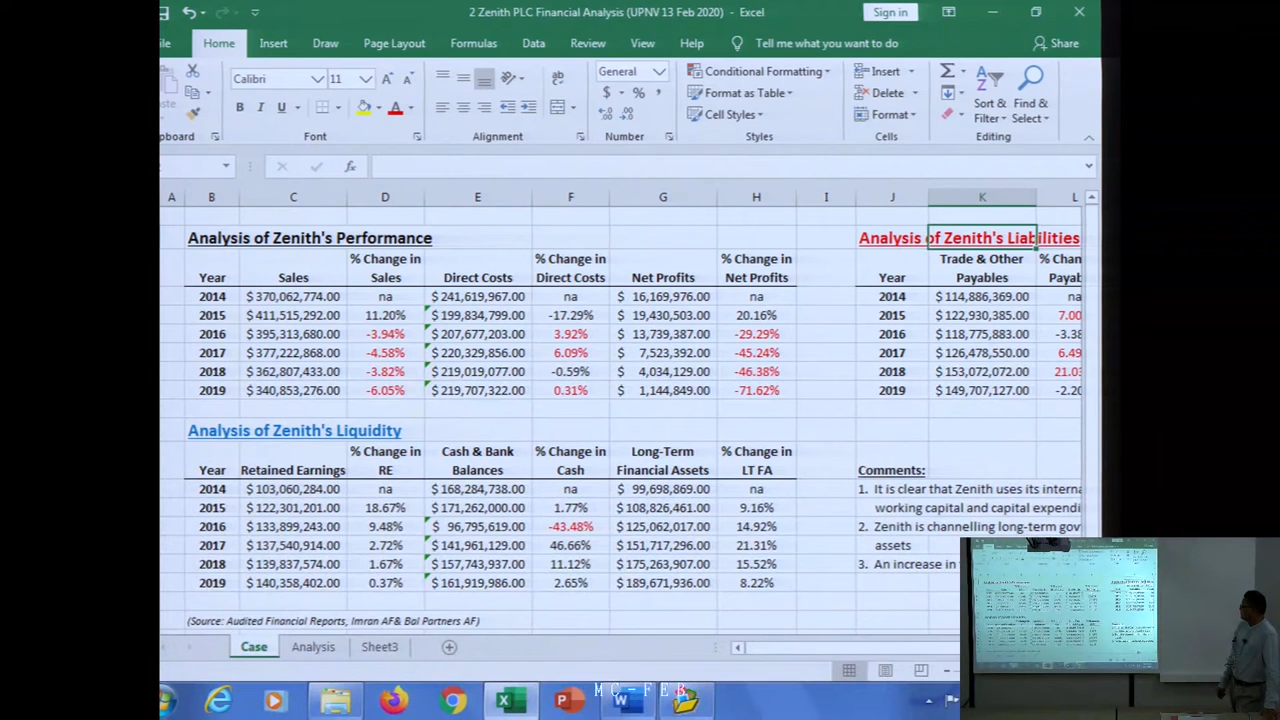 2 Zenith PLC Financial Analysis (UPNV 13 Feb 2020) - Excel
Sign in
Home Insert Draw Page Layout Formulas Data Review View Help Tell me what you want to do Share
Calibri 11 General Conditional Formatting Insert
B I U $ % , Format as Table Delete Sort & Find &
Cell Styles Format Filter Select
Font Alignment Number Styles Cells Editing
fx
A B C D E F G H I J K L
Analysis of Zenith's Performance Analysis of Zenith's Liabilities
% Change in % Change in % Change in Trade & Other
Year Sales Sales Direct Costs Direct Costs Net Profits Net Profits Year Payables
2014 $ 370,062,774.00 na $ 241,619,967.00 na $ 16,169,976.00 na 2014 $ 114,886,369.00 na
2015 $ 411,515,292.00 11.20% $ 199,834,799.00 -17.29% $ 19,430,503.00 20.16% 2015 $ 122,930,385.00 7.00
2016 $ 395,313,680.00 -3.94% $ 207,677,203.00 3.92% $ 13,739,387.00 -29.29% 2016 $ 118,775,883.00 -3.38
2017 $ 377,222,868.00 -4.58% $ 220,329,856.00 6.09% $ 7,523,392.00 -45.24% 2017 $ 126,478,550.00 6.49
2018 $ 362,807,433.00 -3.82% $ 219,019,077.00 -0.59% $ 4,034,129.00 -46.38% 2018 $ 153,072,072.00 21.03
2019 $ 340,853,276.00 -6.05% $ 219,707,322.00 0.31% $ 1,144,849.00 -71.62% 2019 $ 149,707,127.00 -2.20
Analysis of Zenith's Liquidity
% Change in Cash & Bank % Change in Long-Term % Change in
Year Retained Earnings RE Balances Cash Financial Assets LT FA Comments:
2014 $ 103,060,284.00 na $ 168,284,738.00 na $ 99,698,869.00 na 1. It is clear that Zenith uses its
2015 $ 122,301,201.00 18.67% $ 171,262,000.00 1.77% $ 108,826,461.00 9.16% working capital and capital
2016 $ 133,899,243.00 9.48% $ 96,795,619.00 -43.48% $ 125,062,017.00 14.92% 2. Zenith is channelling long-term
2017 $ 137,540,914.00 2.72% $ 141,961,129.00 46.66% $ 151,717,296.00 21.31% assets
2018 $ 139,837,574.00 1.67% $ 157,743,937.00 11.12% $ 175,263,907.00 15.52% 3. An increase in
2019 $ 140,358,402.00 0.37% $ 161,919,986.00 2.65% $ 189,671,936.00 8.22%
(Source: Audited Financial Reports, Imran AF& Bal Partners AF)
Case Analysis Sheet3
MC-FEB